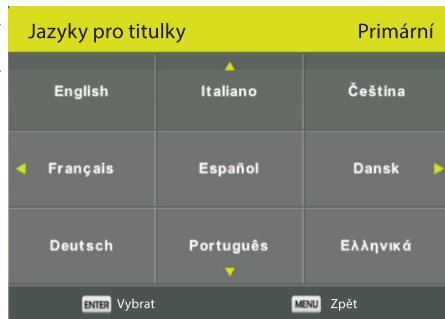 Jazyky pro titulky Primární
English Italiano Čeština
Français Español Dansk
Deutsch Português Ελληνικά
ENTER Vybrat MENU Zpět